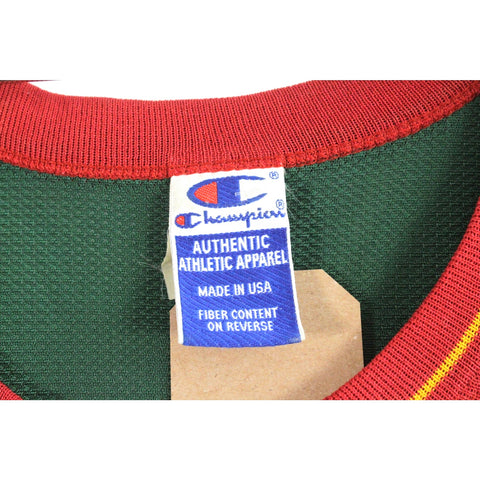 ®
Champion®
AUTHENTIC
ATHLETIC APPAREL
MADE IN USA
FIBER CONTENT
ON REVERSE